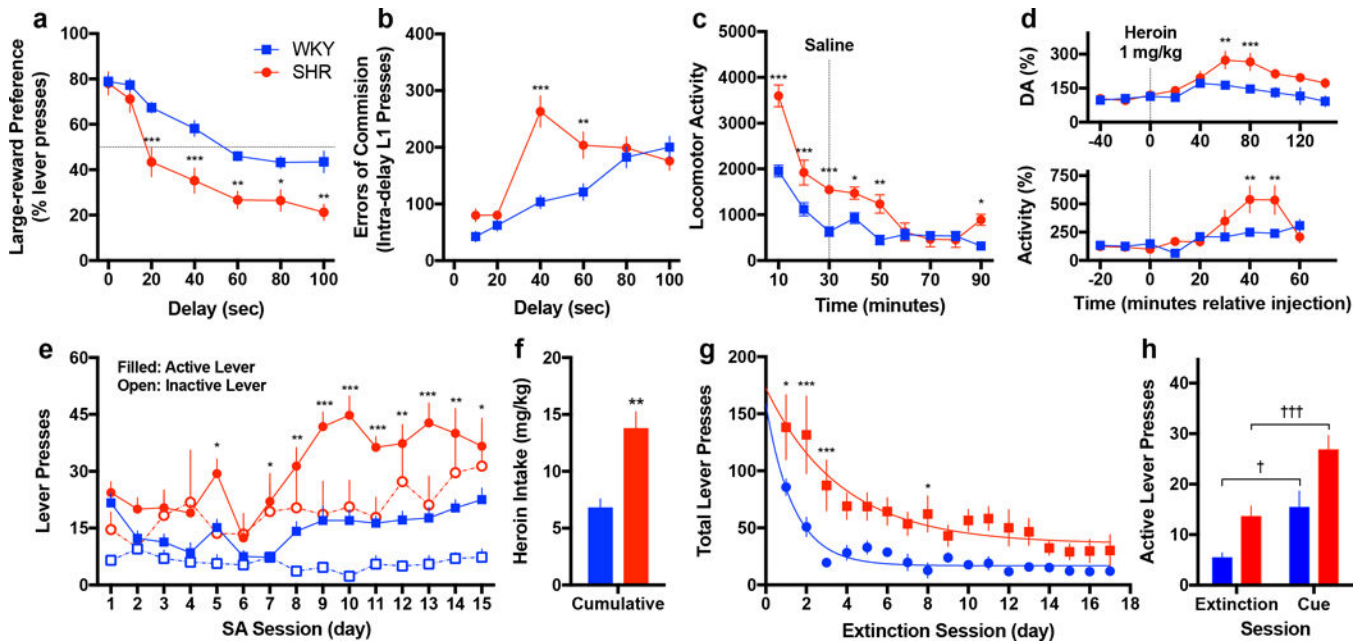 a
Large-reward Preference
(% lever presses)
100
80
60
40
20
0
WKY
SHR
***
***
**
*
**
0 20 40 60 80 100
Delay (sec)
b
Errors of Commision
(Intra-delay L1 Presses)
400
300
200
100
0
***
**
0 20 40 60 80 100
Delay (sec)
c
Locomotor Activity
5000
4000
3000
2000
1000
0
Saline
***
***
***
*
**
*
10 30 50 70 90
Time (minutes)
d
Heroin
1 mg/kg
DA (%)
300
150
0
** ***
-40 0 40 80 120
Activity (%)
750
500
250
0
** **
-20 0 20 40 60
Time (minutes relative injection)
e
Lever Presses
60
45
30
15
0
Filled: Active Lever
Open: Inactive Lever
*
*
**
***
***
***
**
***
**
*
1 2 3 4 5 6 7 8 9 10 11 12 13 14 15
SA Session (day)
f
Heroin Intake (mg/kg)
20
15
10
5
0
**
Cumulative
g
Total Lever Presses
200
150
100
50
0
* ***
***
*
0 2 4 6 8 10 12 14 16 18
Extinction Session (day)
h
Active Lever Presses
40
30
20
10
0
†††
†
Extinction Cue
Session